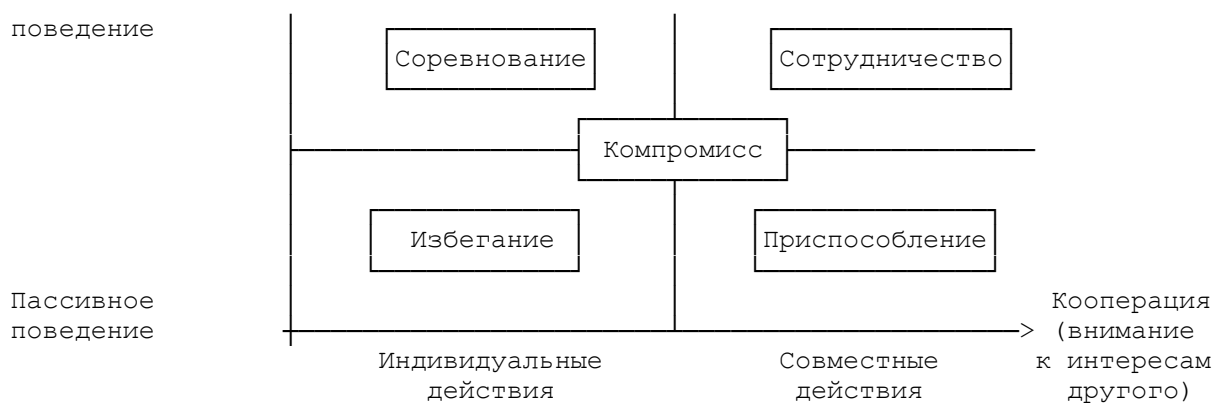 поведение
Соревнование Сотрудничество
Компромисс
Избегание Приспособление
Пассивное Кооперация
поведение (внимание
Индивидуальные Совместные к интересам
действия действия другого)